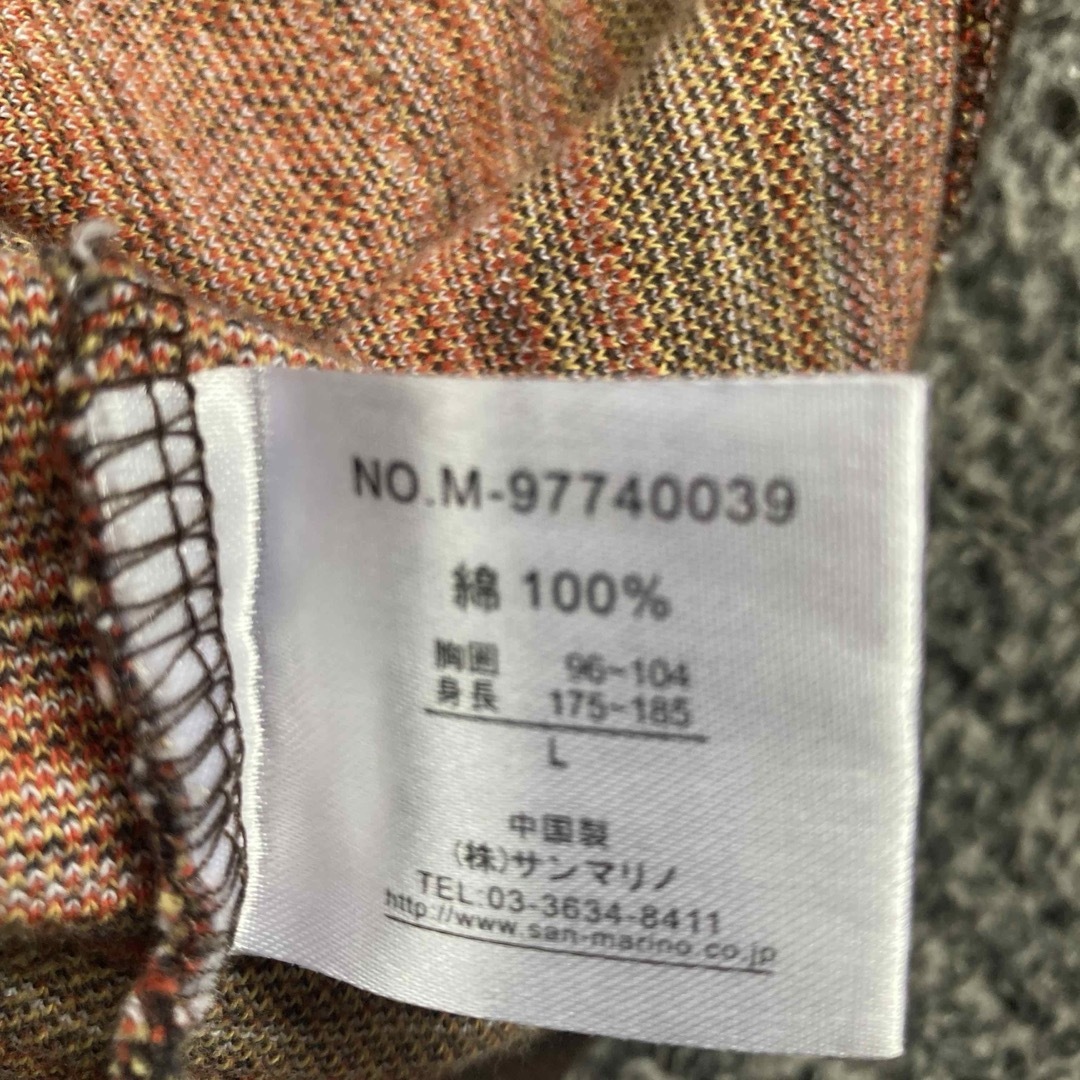 NO.M-97740039
綿 100%
胸囲 96-104
身長 175-185
L
中国製
(株)サンマリノ
TEL:03-3634-8411
http://www.san-marino.co.jp